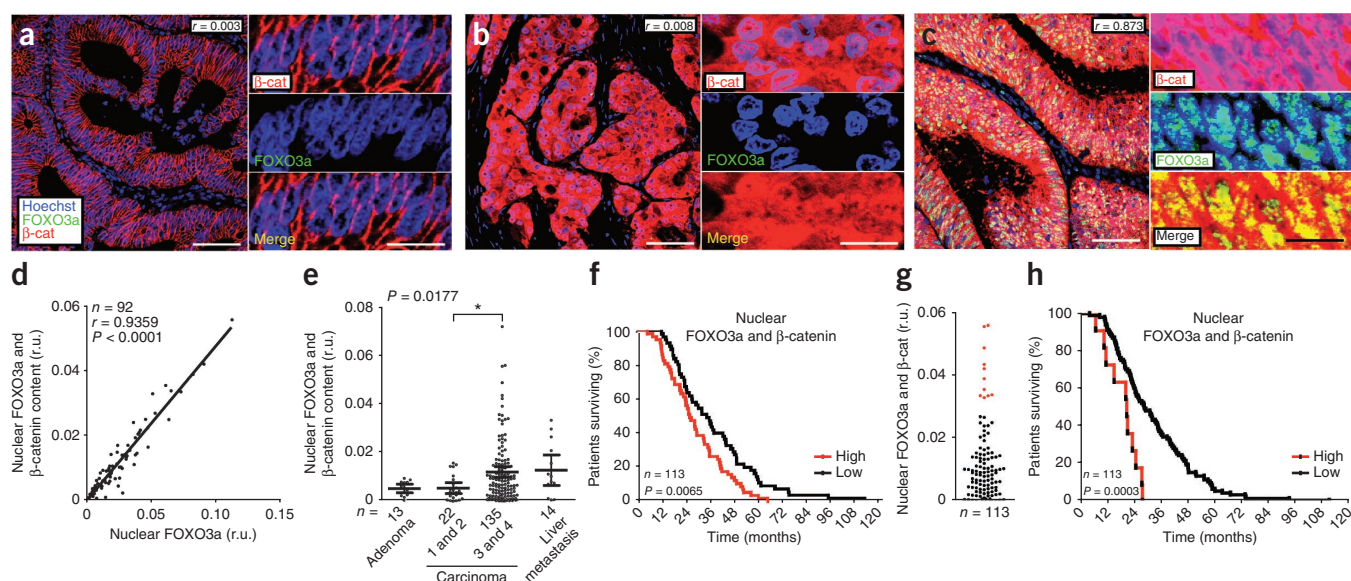 a
r = 0.003
β-cat
FOXO3a
Merge
Hoechst
FOXO3a
β-cat
b
r = 0.008
β-cat
FOXO3a
Merge
c
r = 0.873
β-cat
FOXO3a
Merge
d
n = 92
r = 0.9359
P < 0.0001
Nuclear FOXO3a and
β-catenin content (r.u.)
0.06
0.04
0.02
0
0 0.05 0.10 0.15
Nuclear FOXO3a (r.u.)
e
P = 0.0177
*
Nuclear FOXO3a and
β-catenin content (r.u.)
0.08
0.06
0.04
0.02
0
n = 13 22 135 14
Adenoma
1 and 2
3 and 4
Liver
metastasis
Carcinoma
f
Nuclear
FOXO3a and β-catenin
Patients surviving (%)
100
80
60
40
20
0
High
Low
n = 113
P = 0.0065
0 12 24 36 48 60 72 84 96 108 120
Time (months)
g
Nuclear FOXO3a and β-cat (r.u.)
0.06
0.04
0.02
0
n = 113
h
Nuclear
FOXO3a and β-catenin
Patients surviving (%)
100
80
60
40
20
0
High
Low
n = 113
P = 0.0003
0 12 24 36 48 60 72 84 96 108 120
Time (months)